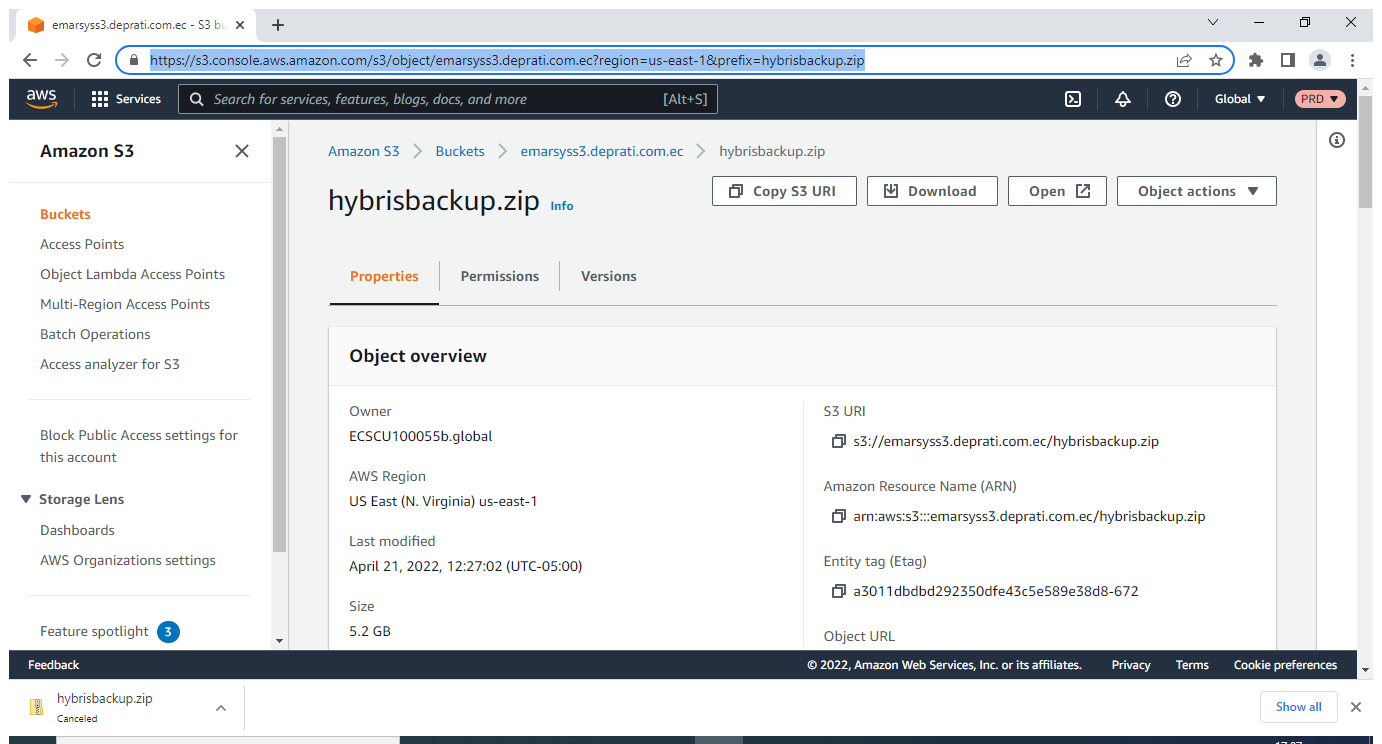 emarsyss3.deprati.com.ec - S3 bu
https://s3.console.aws.amazon.com/s3/object/emarsyss3.deprati.com.ec?region=us-east-1&prefix=hybrisbackup.zip
aws Services Search for services, features, blogs, docs, and more [Alt+S] Global PRD
Amazon S3
Buckets
Access Points
Object Lambda Access Points
Multi-Region Access Points
Batch Operations
Access analyzer for S3
Block Public Access settings for
this account
Storage Lens
Dashboards
AWS Organizations settings
Feature spotlight 3
Amazon S3 Buckets emarsyss3.deprati.com.ec hybrisbackup.zip
hybrisbackup.zip Info
Copy S3 URI Download Open Object actions
Properties Permissions Versions
Object overview
Owner
ECSCU100055b.global
AWS Region
US East (N. Virginia) us-east-1
Last modified
April 21, 2022, 12:27:02 (UTC-05:00)
Size
5.2 GB
S3 URI
s3://emarsyss3.deprati.com.ec/hybrisbackup.zip
Amazon Resource Name (ARN)
arn:aws:s3:::emarsyss3.deprati.com.ec/hybrisbackup.zip
Entity tag (Etag)
a3011dbdbd292350dfe43c5e589e38d8-672
Object URL
Feedback © 2022, Amazon Web Services, Inc. or its affiliates. Privacy Terms Cookie preferences
hybrisbackup.zip
Canceled
Show all